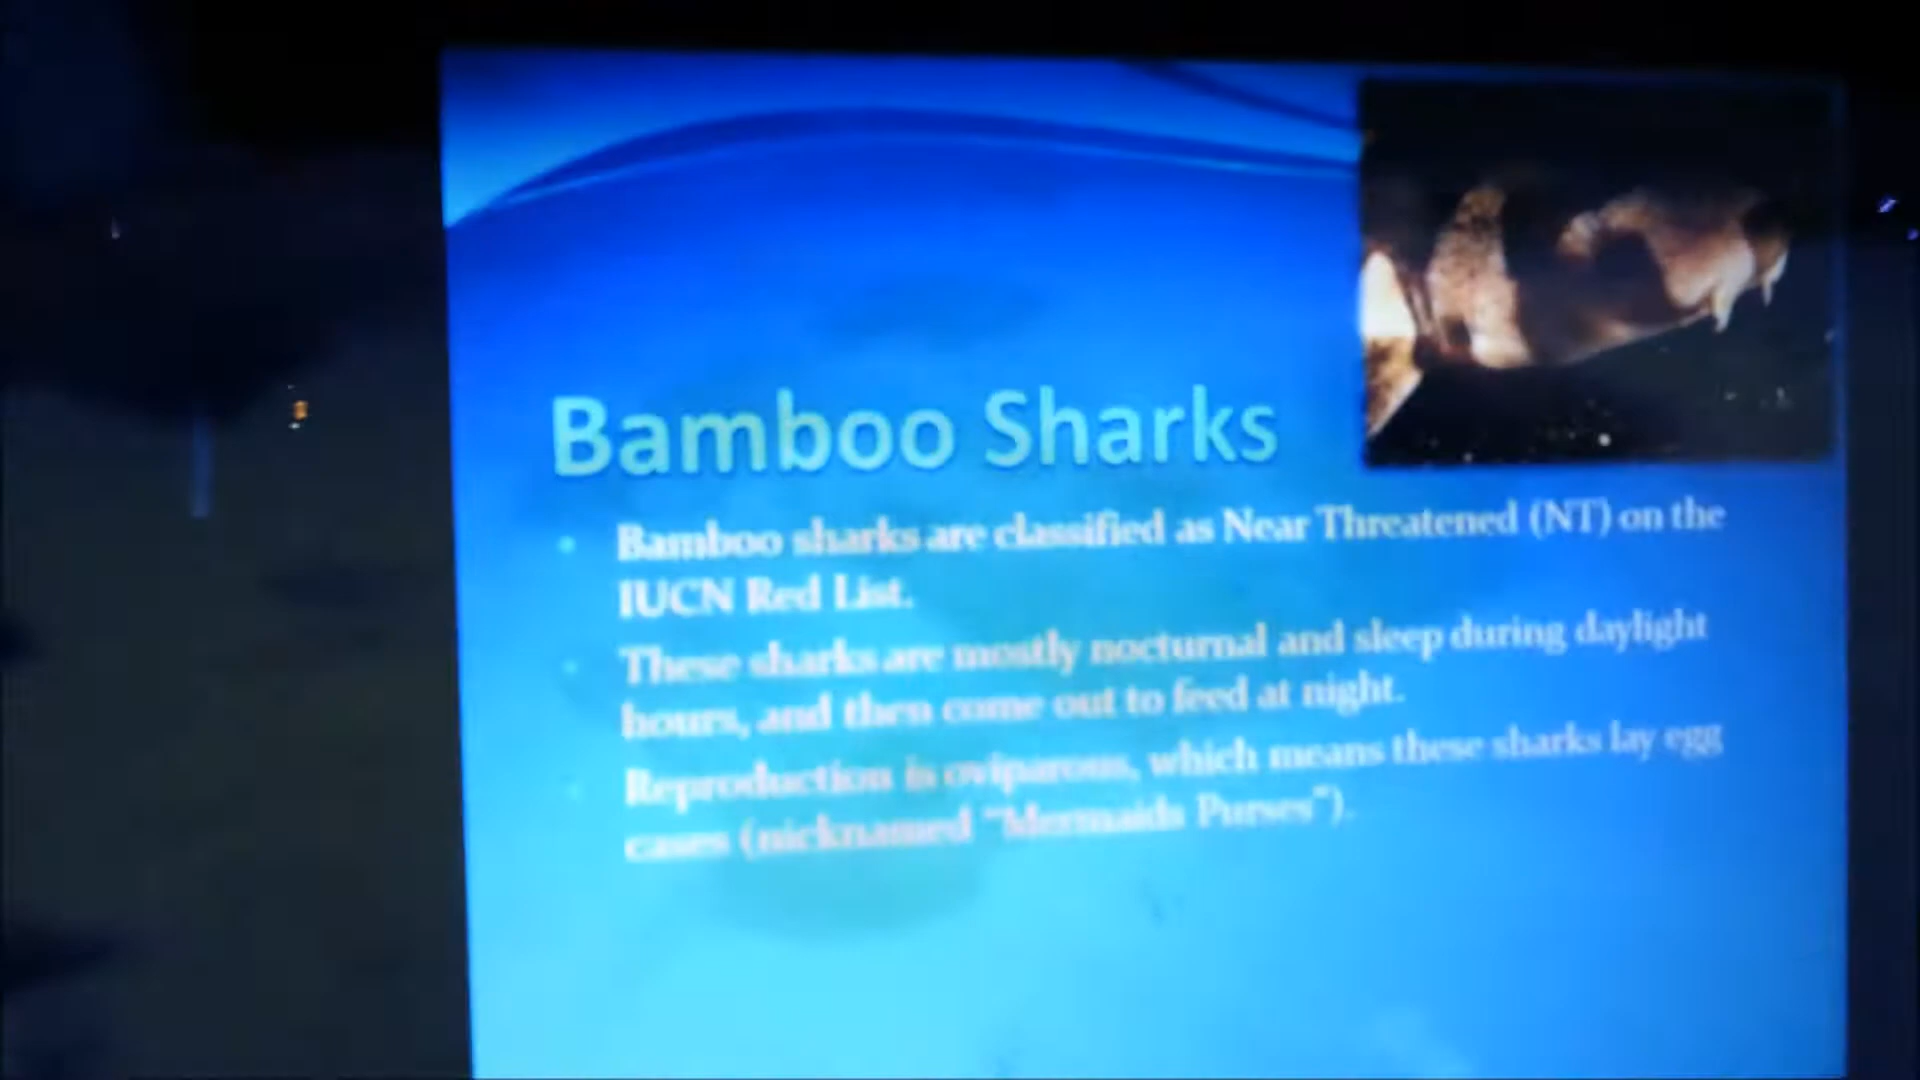 Bamboo Sharks
Bamboo sharks are classified as Near Threatened (NT) on the
IUCN Red List.
These sharks are mostly nocturnal and sleep during daylight
hours, and then come out to feed at night.
Reproduction is oviparous, which means these sharks lay egg
cases (nicknamed "Mermaids Purses").